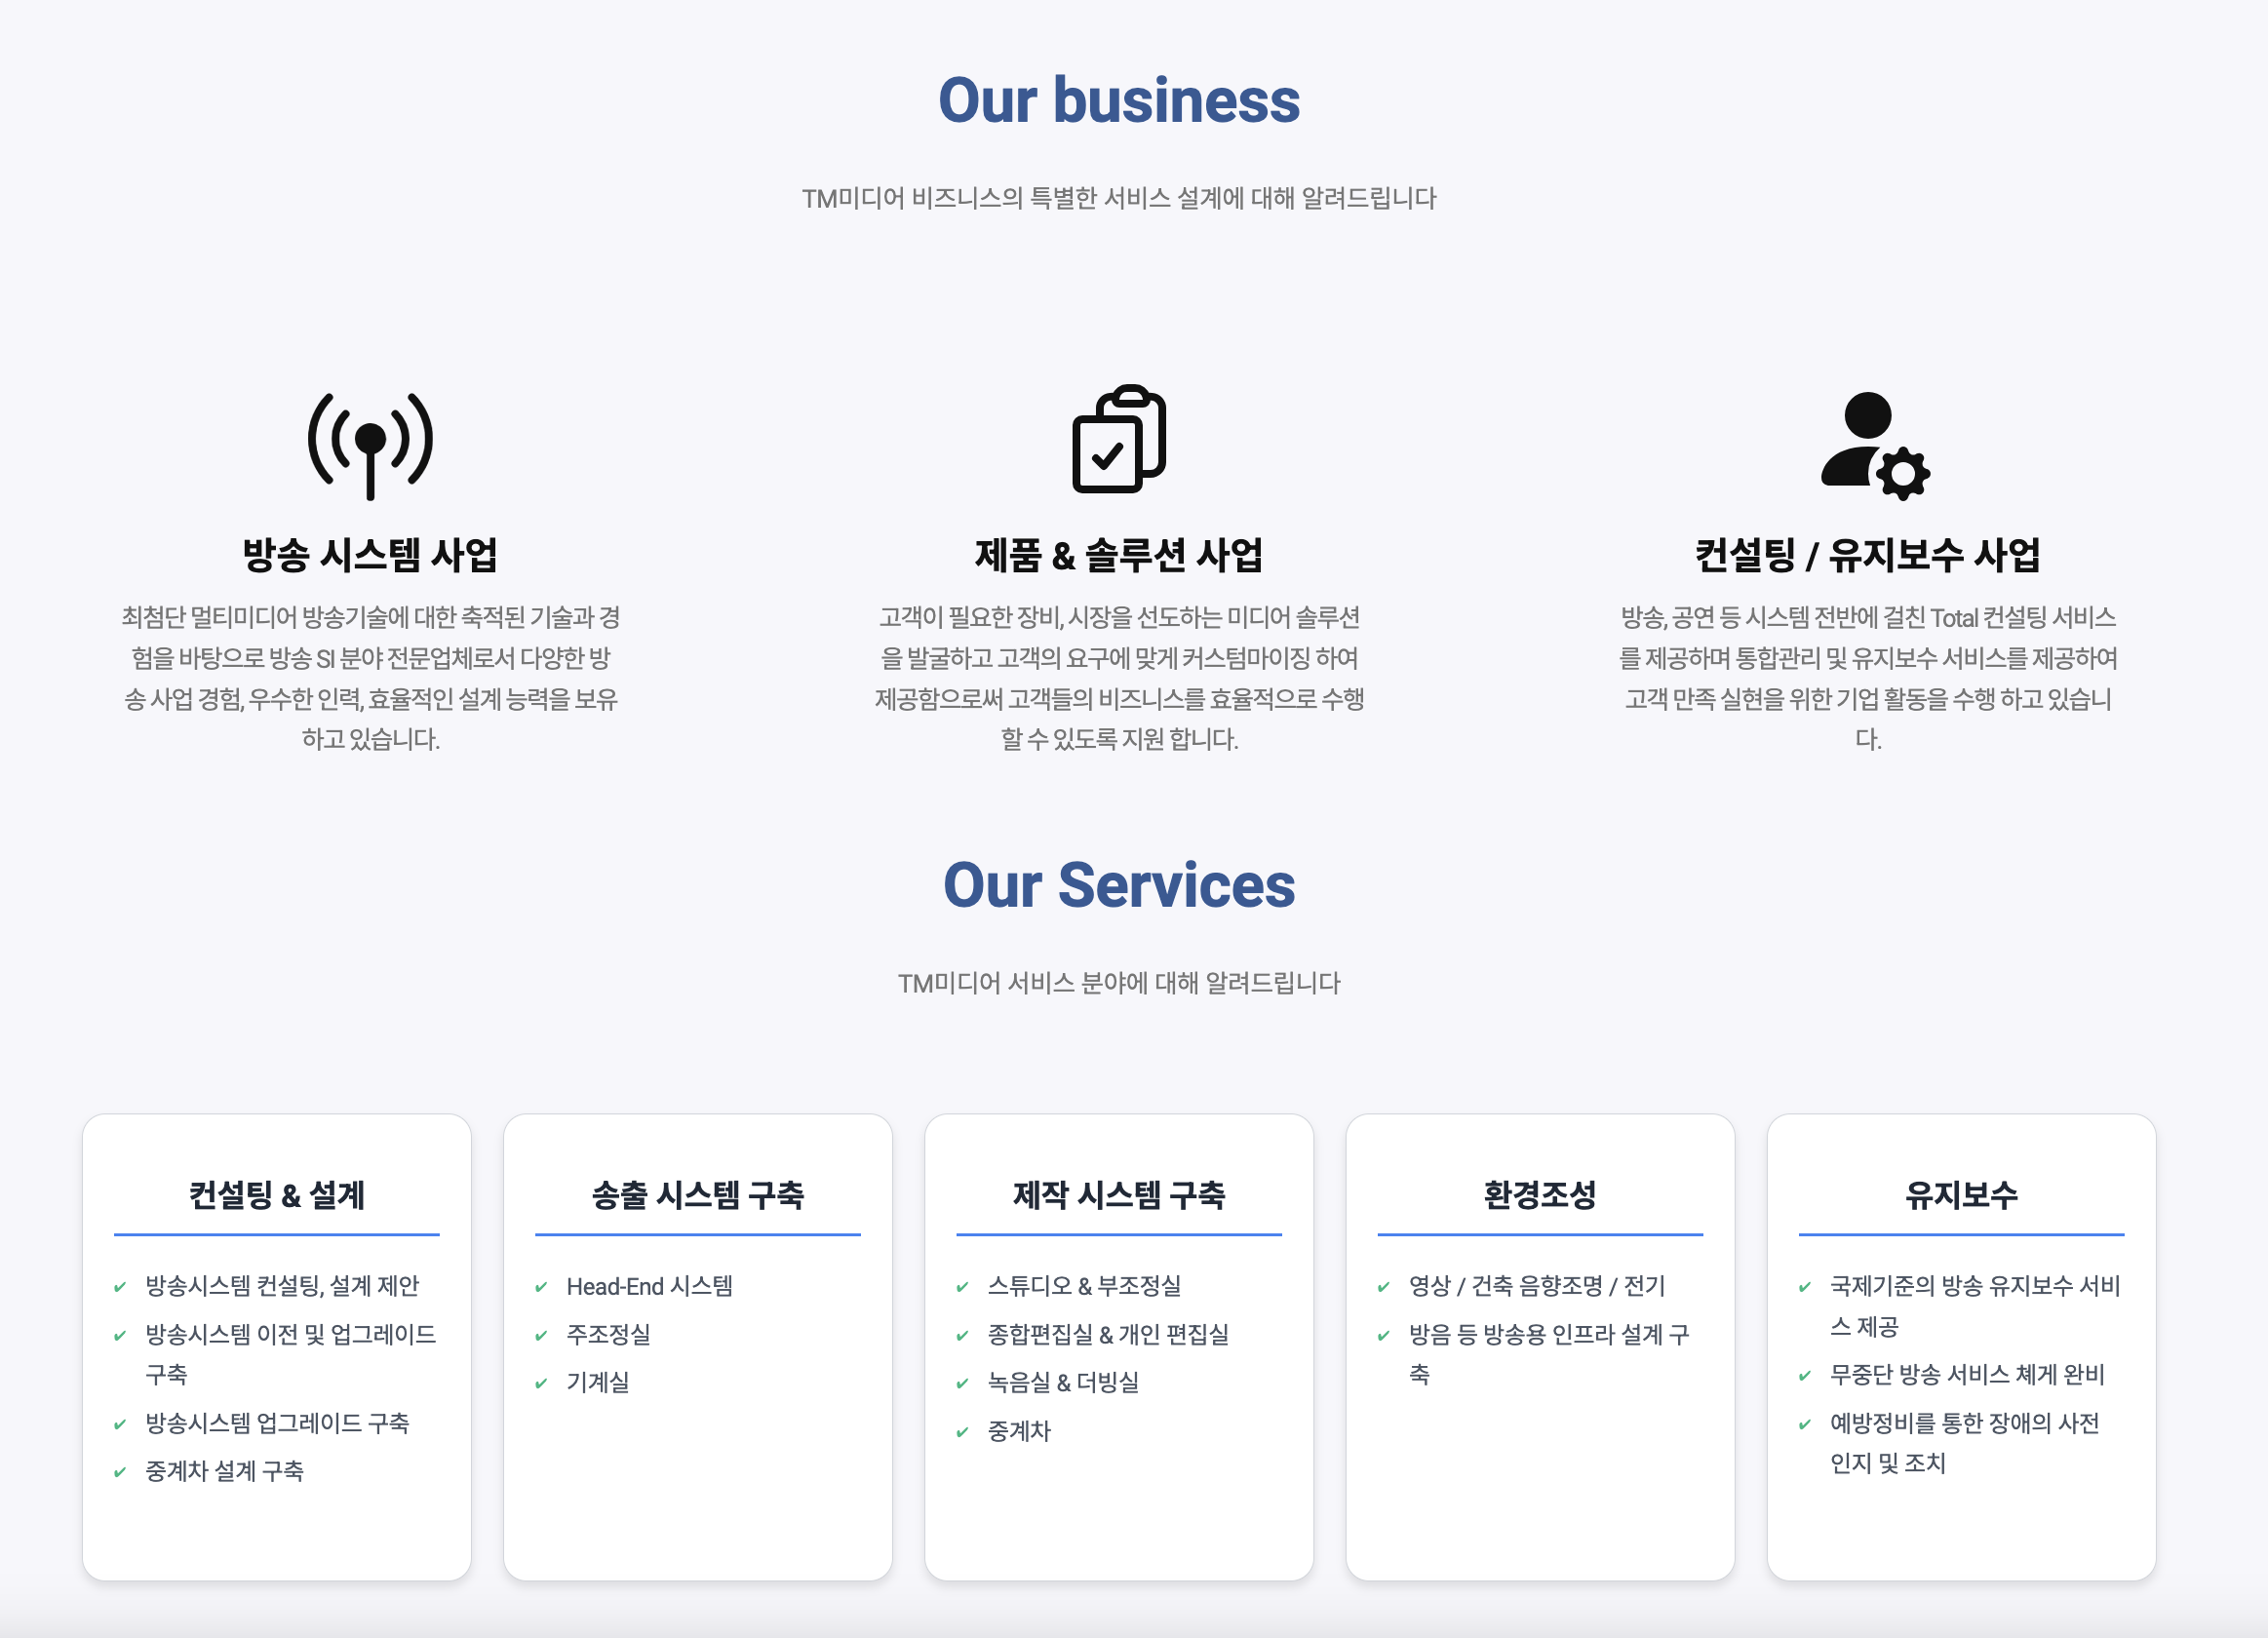 Our business
TM미디어 비즈니스의 특별한 서비스 설계에 대해 알려드립니다
방송 시스템 사업
최첨단 멀티미디어 방송기술에 대한 축적된 기술과 경
험을 바탕으로 방송 SI 분야 전문업체로서 다양한 방
송 사업 경험, 우수한 인력, 효율적인 설계 능력을 보유
하고 있습니다.
제품 & 솔루션 사업
고객이 필요한 장비, 시장을 선도하는 미디어 솔루션
을 발굴하고 고객의 요구에 맞게 커스텀마이징 하여
제공함으로써 고객들의 비즈니스를 효율적으로 수행
할 수 있도록 지원 합니다.
컨설팅 / 유지보수 사업
방송, 공연 등 시스템 전반에 걸친 Total 컨설팅 서비스
를 제공하며 통합관리 및 유지보수 서비스를 제공하여
고객 만족 실현을 위한 기업 활동을 수행 하고 있습니
다.
Our Services
TM미디어 서비스 분야에 대해 알려드립니다
컨설팅 & 설계
✔ 방송시스템 컨설팅, 설계 제안
✔ 방송시스템 이전 및 업그레이드
구축
✔ 방송시스템 업그레이드 구축
✔ 중계차 설계 구축
송출 시스템 구축
✔ Head-End 시스템
✔ 주조정실
✔ 기계실
제작 시스템 구축
✔ 스튜디오 & 부조정실
✔ 종합편집실 & 개인 편집실
✔ 녹음실 & 더빙실
✔ 중계차
환경조성
✔ 영상 / 건축 음향조명 / 전기
✔ 방음 등 방송용 인프라 설계 구
축
유지보수
✔ 국제기준의 방송 유지보수 서비
스 제공
✔ 무중단 방송 서비스 쳬게 완비
✔ 예방정비를 통한 장애의 사전
인지 및 조치